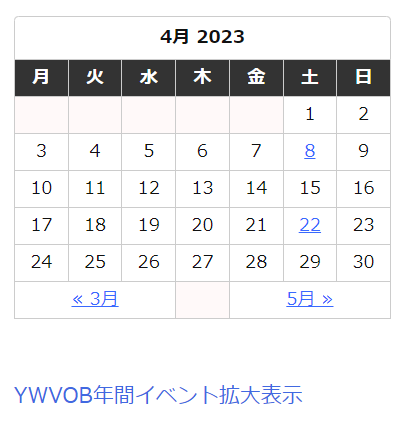 4月 2023
月 火 水 木 金 土 日
1 2
3 4 5 6 7 8 9
10 11 12 13 14 15 16
17 18 19 20 21 22 23
24 25 26 27 28 29 30
« 3月 5月 »
YWVOB年間イベント拡大表示